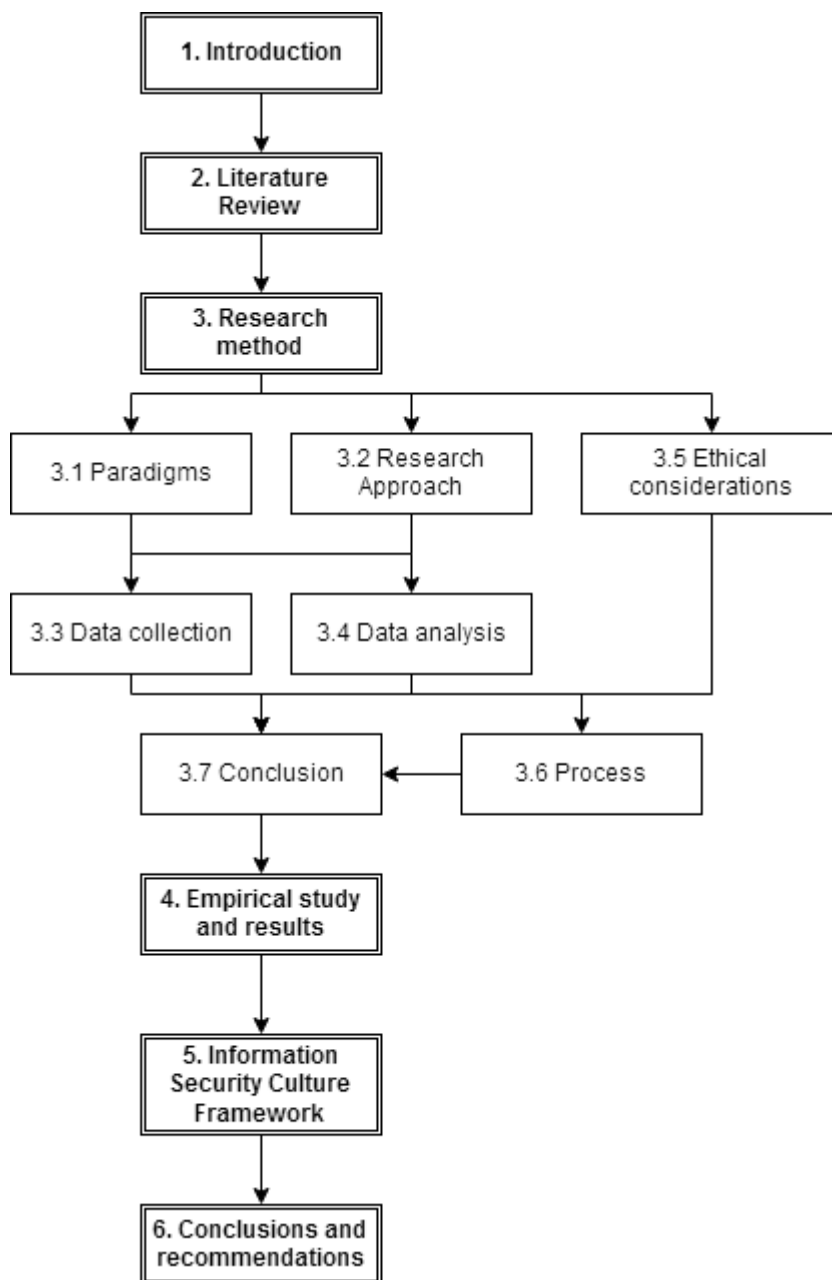 1. Introduction
2. Literature
Review
3. Research
method
3.1 Paradigms
3.2 Research
Approach
3.5 Ethical
considerations
3.3 Data collection
3.4 Data analysis
3.7 Conclusion
3.6 Process
4. Empirical study
and results
5. Information
Security Culture
Framework
6. Conclusions and
recommendations